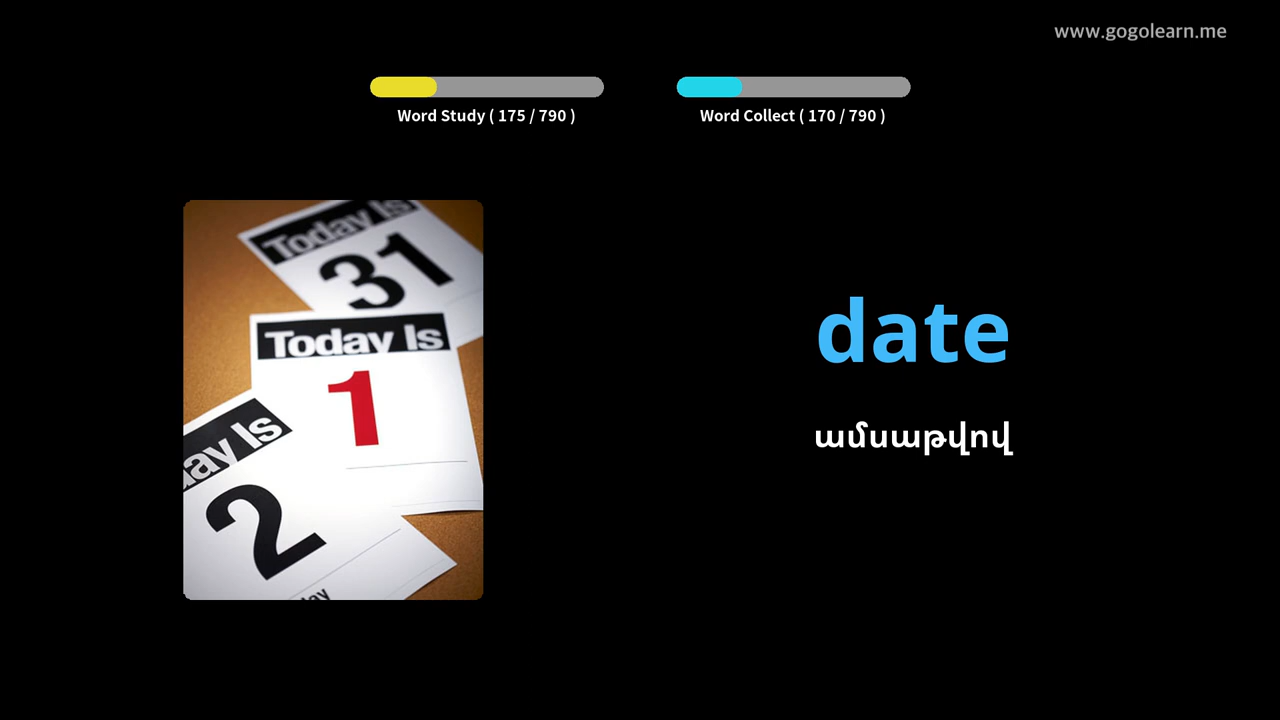 www.gogolearn.me
Word Study ( 175 / 790 )
Word Collect ( 170 / 790 )
Today Is
31
Today Is
1
ay Is
2
date
ամսաթվով